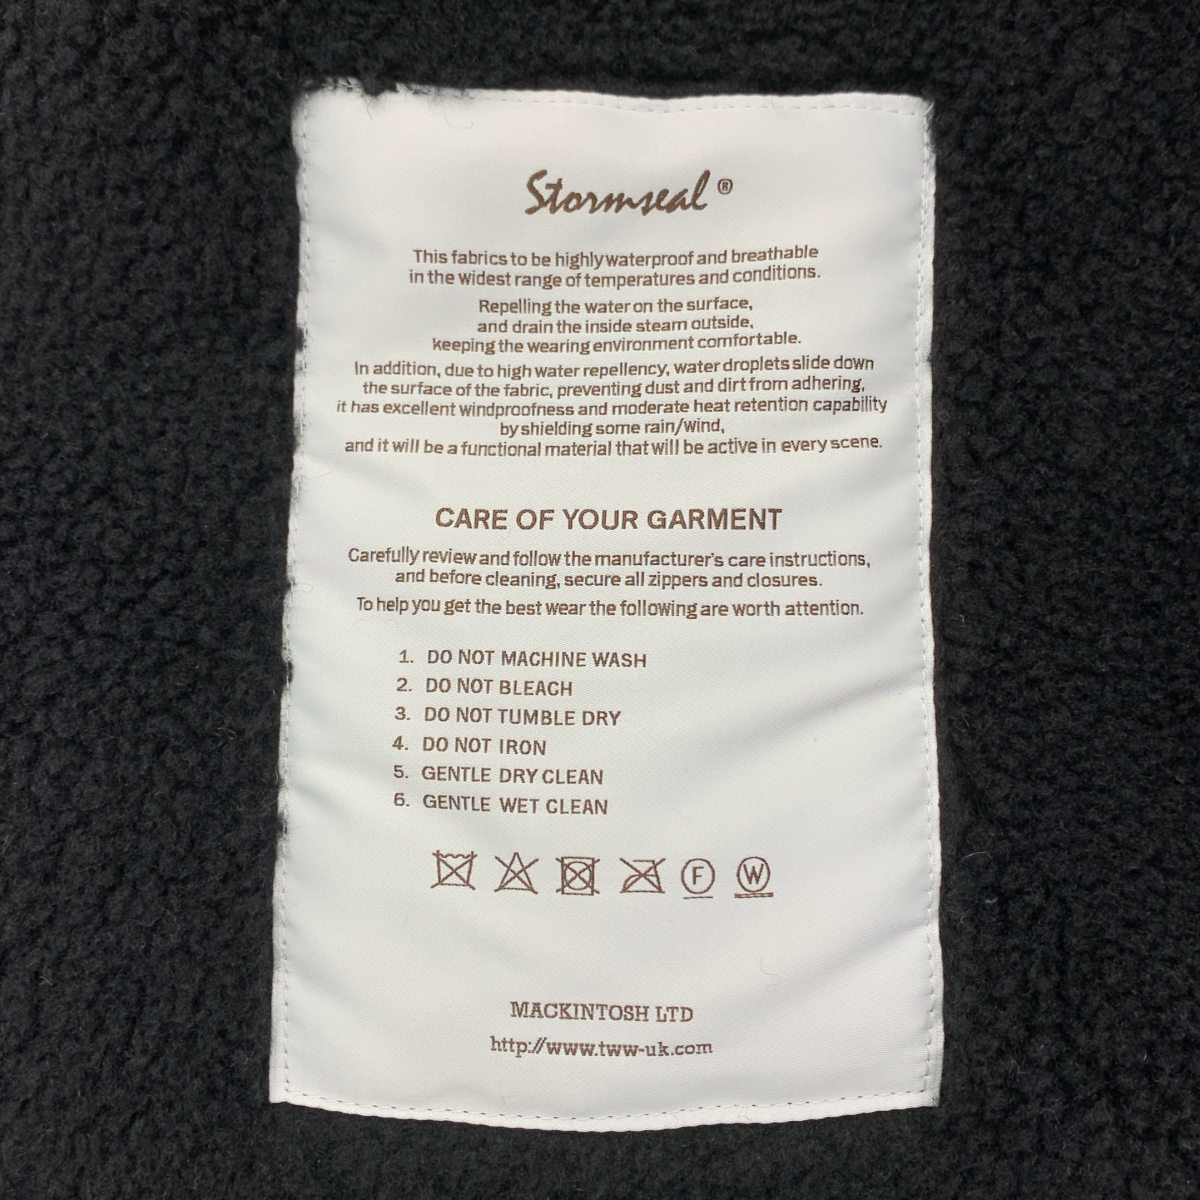 Stormseal ®
This fabrics to be highly waterproof and breathable
in the widest range of temperatures and conditions.
Repelling the water on the surface,
and drain the inside steam outside,
keeping the wearing environment comfortable.
In addition, due to high water repellency, water droplets slide down
the surface of the fabric, preventing dust and dirt from adhering,
it has excellent windproofness and moderate heat retention capability
by shielding some rain/wind,
and it will be a functional material that will be active in every scene.
CARE OF YOUR GARMENT
Carefully review and follow the manufacturer's care instructions,
and before cleaning, secure all zippers and closures.
To help you get the best wear the following are worth attention.
1. DO NOT MACHINE WASH
2. DO NOT BLEACH
3. DO NOT TUMBLE DRY
4. DO NOT IRON
5. GENTLE DRY CLEAN
6. GENTLE WET CLEAN
F W
MACKINTOSH LTD
http://www.tww-uk.com